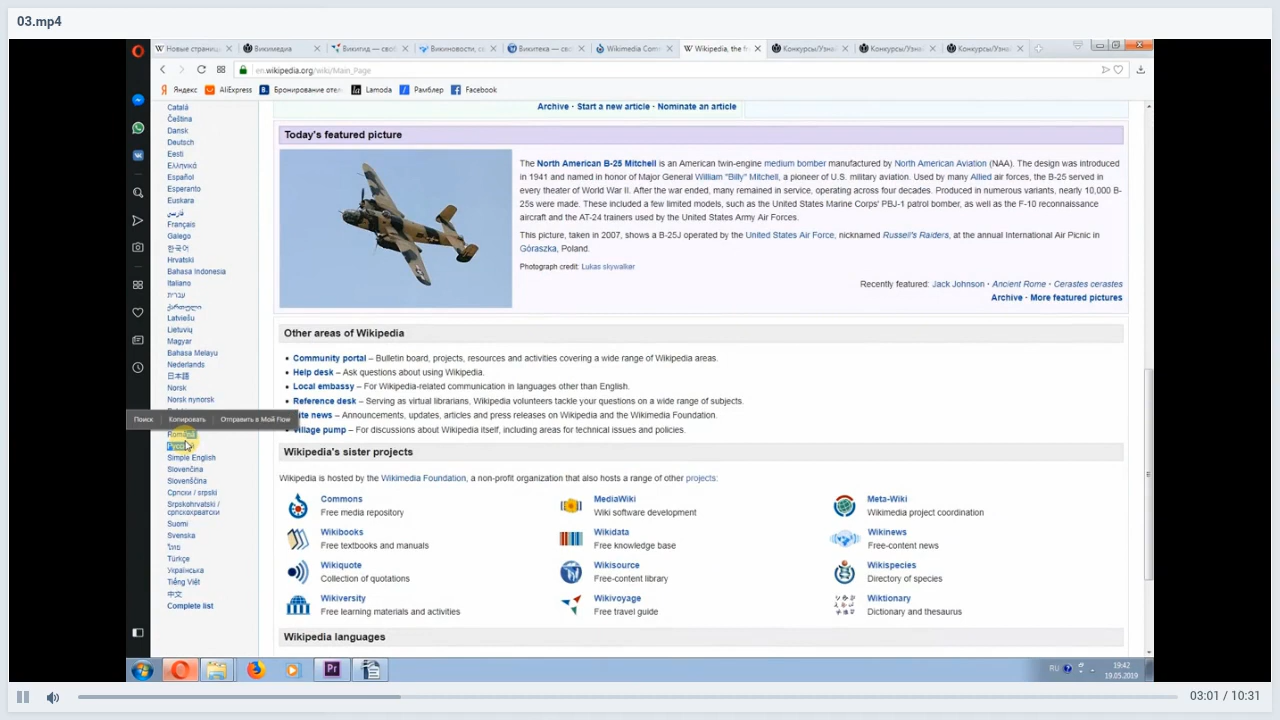 03.mp4
Новые страниц
Викимедиа
Викигид — своб
Викиновости, св
Викитека — своб
Wikimedia Com
Wikipedia, the fr
Конкурсы/Узна
Конкурсы/Узна
Конкурсы/Узна
en.wikipedia.org/wiki/Main_Page
Яндекс
AliExpress
Бронирование отел
Lamoda
Рамблер
Facebook
Català
Čeština
Dansk
Deutsch
Eesti
Ελληνικά
Español
Esperanto
Euskara
فارسی
Français
Galego
한국어
Hrvatski
Bahasa Indonesia
Italiano
עברית
ქართული
Latviešu
Lietuvių
Magyar
Bahasa Melayu
Nederlands
日本語
Norsk
Norsk nynorsk
Поиск Копировать Отправить в Мой Flow
Română
Simple English
Slovenčina
Slovenščina
Српски / srpski
Srpskohrvatski /
српскохрватски
Suomi
Svenska
ไทย
Türkçe
Українська
Tiếng Việt
中文
Complete list
Archive · Start a new article · Nominate an article
Today's featured picture
The North American B-25 Mitchell is an American twin-engine medium bomber manufactured by North American Aviation (NAA). The design was introduced
in 1941 and named in honor of Major General William "Billy" Mitchell, a pioneer of U.S. military aviation. Used by many Allied air forces, the B-25 served in
every theater of World War II. After the war ended, many remained in service, operating across four decades. Produced in numerous variants, nearly 10,000 B-
25s were made. These included a few limited models, such as the United States Marine Corps' PBJ-1 patrol bomber, as well as the F-10 reconnaissance
aircraft and the AT-24 trainers used by the United States Army Air Forces.
This picture, taken in 2007, shows a B-25J operated by the United States Air Force, nicknamed Russell's Raiders, at the annual International Air Picnic in
Góraszka, Poland.
Photograph credit: Lukas skywalker
Recently featured: Jack Johnson · Ancient Rome · Cerastes cerastes
Archive · More featured pictures
Other areas of Wikipedia
Community portal – Bulletin board, projects, resources and activities covering a wide range of Wikipedia areas.
Help desk – Ask questions about using Wikipedia.
Local embassy – For Wikipedia-related communication in languages other than English.
Reference desk – Serving as virtual librarians, Wikipedia volunteers tackle your questions on a wide range of subjects.
ite news – Announcements, updates, articles and press releases on Wikipedia and the Wikimedia Foundation.
Village pump – For discussions about Wikipedia itself, including areas for technical issues and policies.
Wikipedia's sister projects
Wikipedia is hosted by the Wikimedia Foundation, a non-profit organization that also hosts a range of other projects:
Commons
Free media repository
MediaWiki
Wiki software development
Meta-Wiki
Wikimedia project coordination
Wikibooks
Free textbooks and manuals
Wikidata
Free knowledge base
Wikinews
Free-content news
Wikiquote
Collection of quotations
Wikisource
Free-content library
Wikispecies
Directory of species
Wikiversity
Free learning materials and activities
Wikivoyage
Free travel guide
Wiktionary
Dictionary and thesaurus
Wikipedia languages
Pr
RU
19:42
19.05.2019
03:01 / 10:31